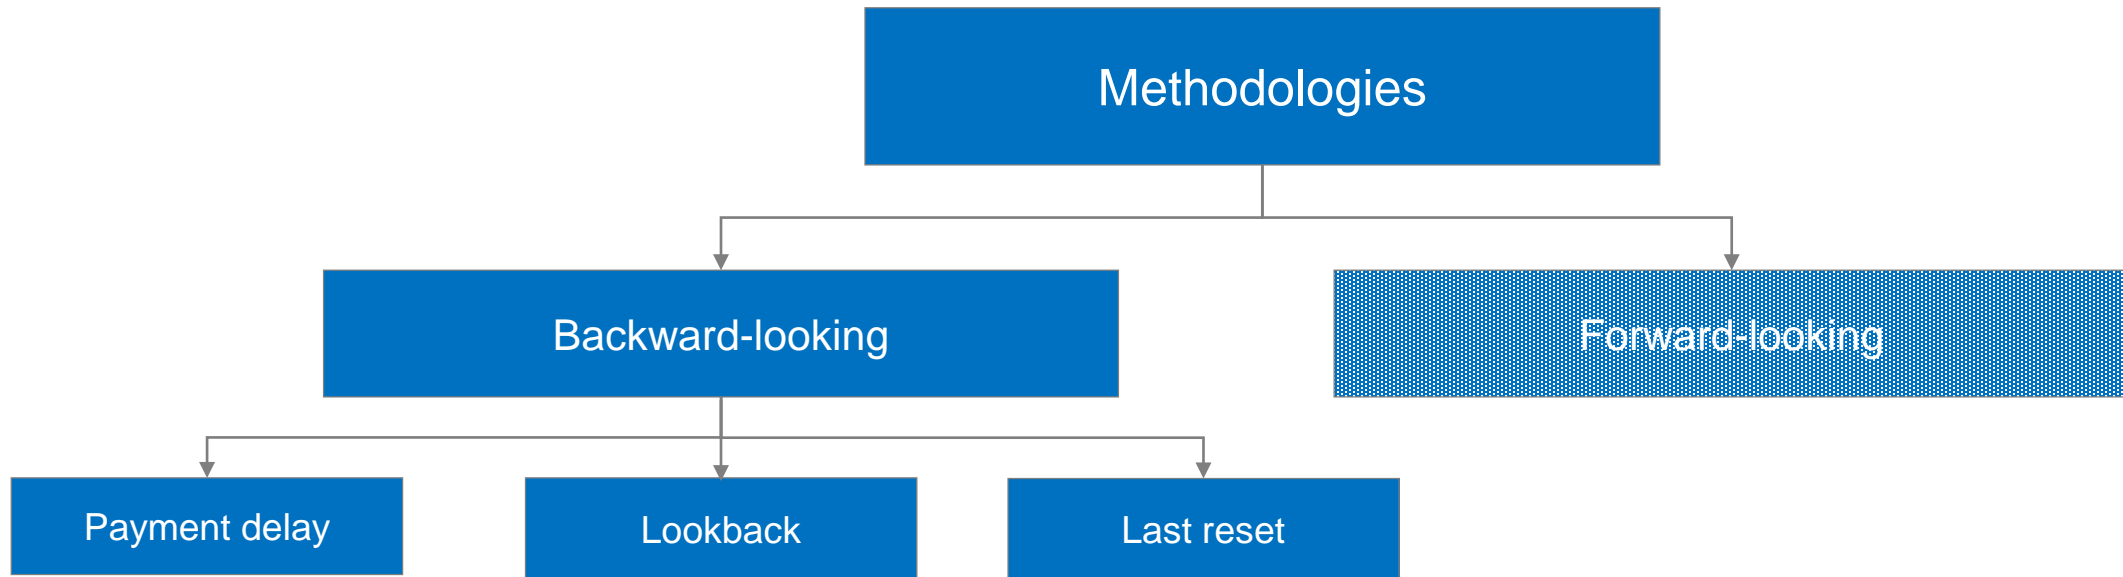 Methodologies
Backward-looking
Forward-looking
Payment delay
Lookback
Last reset